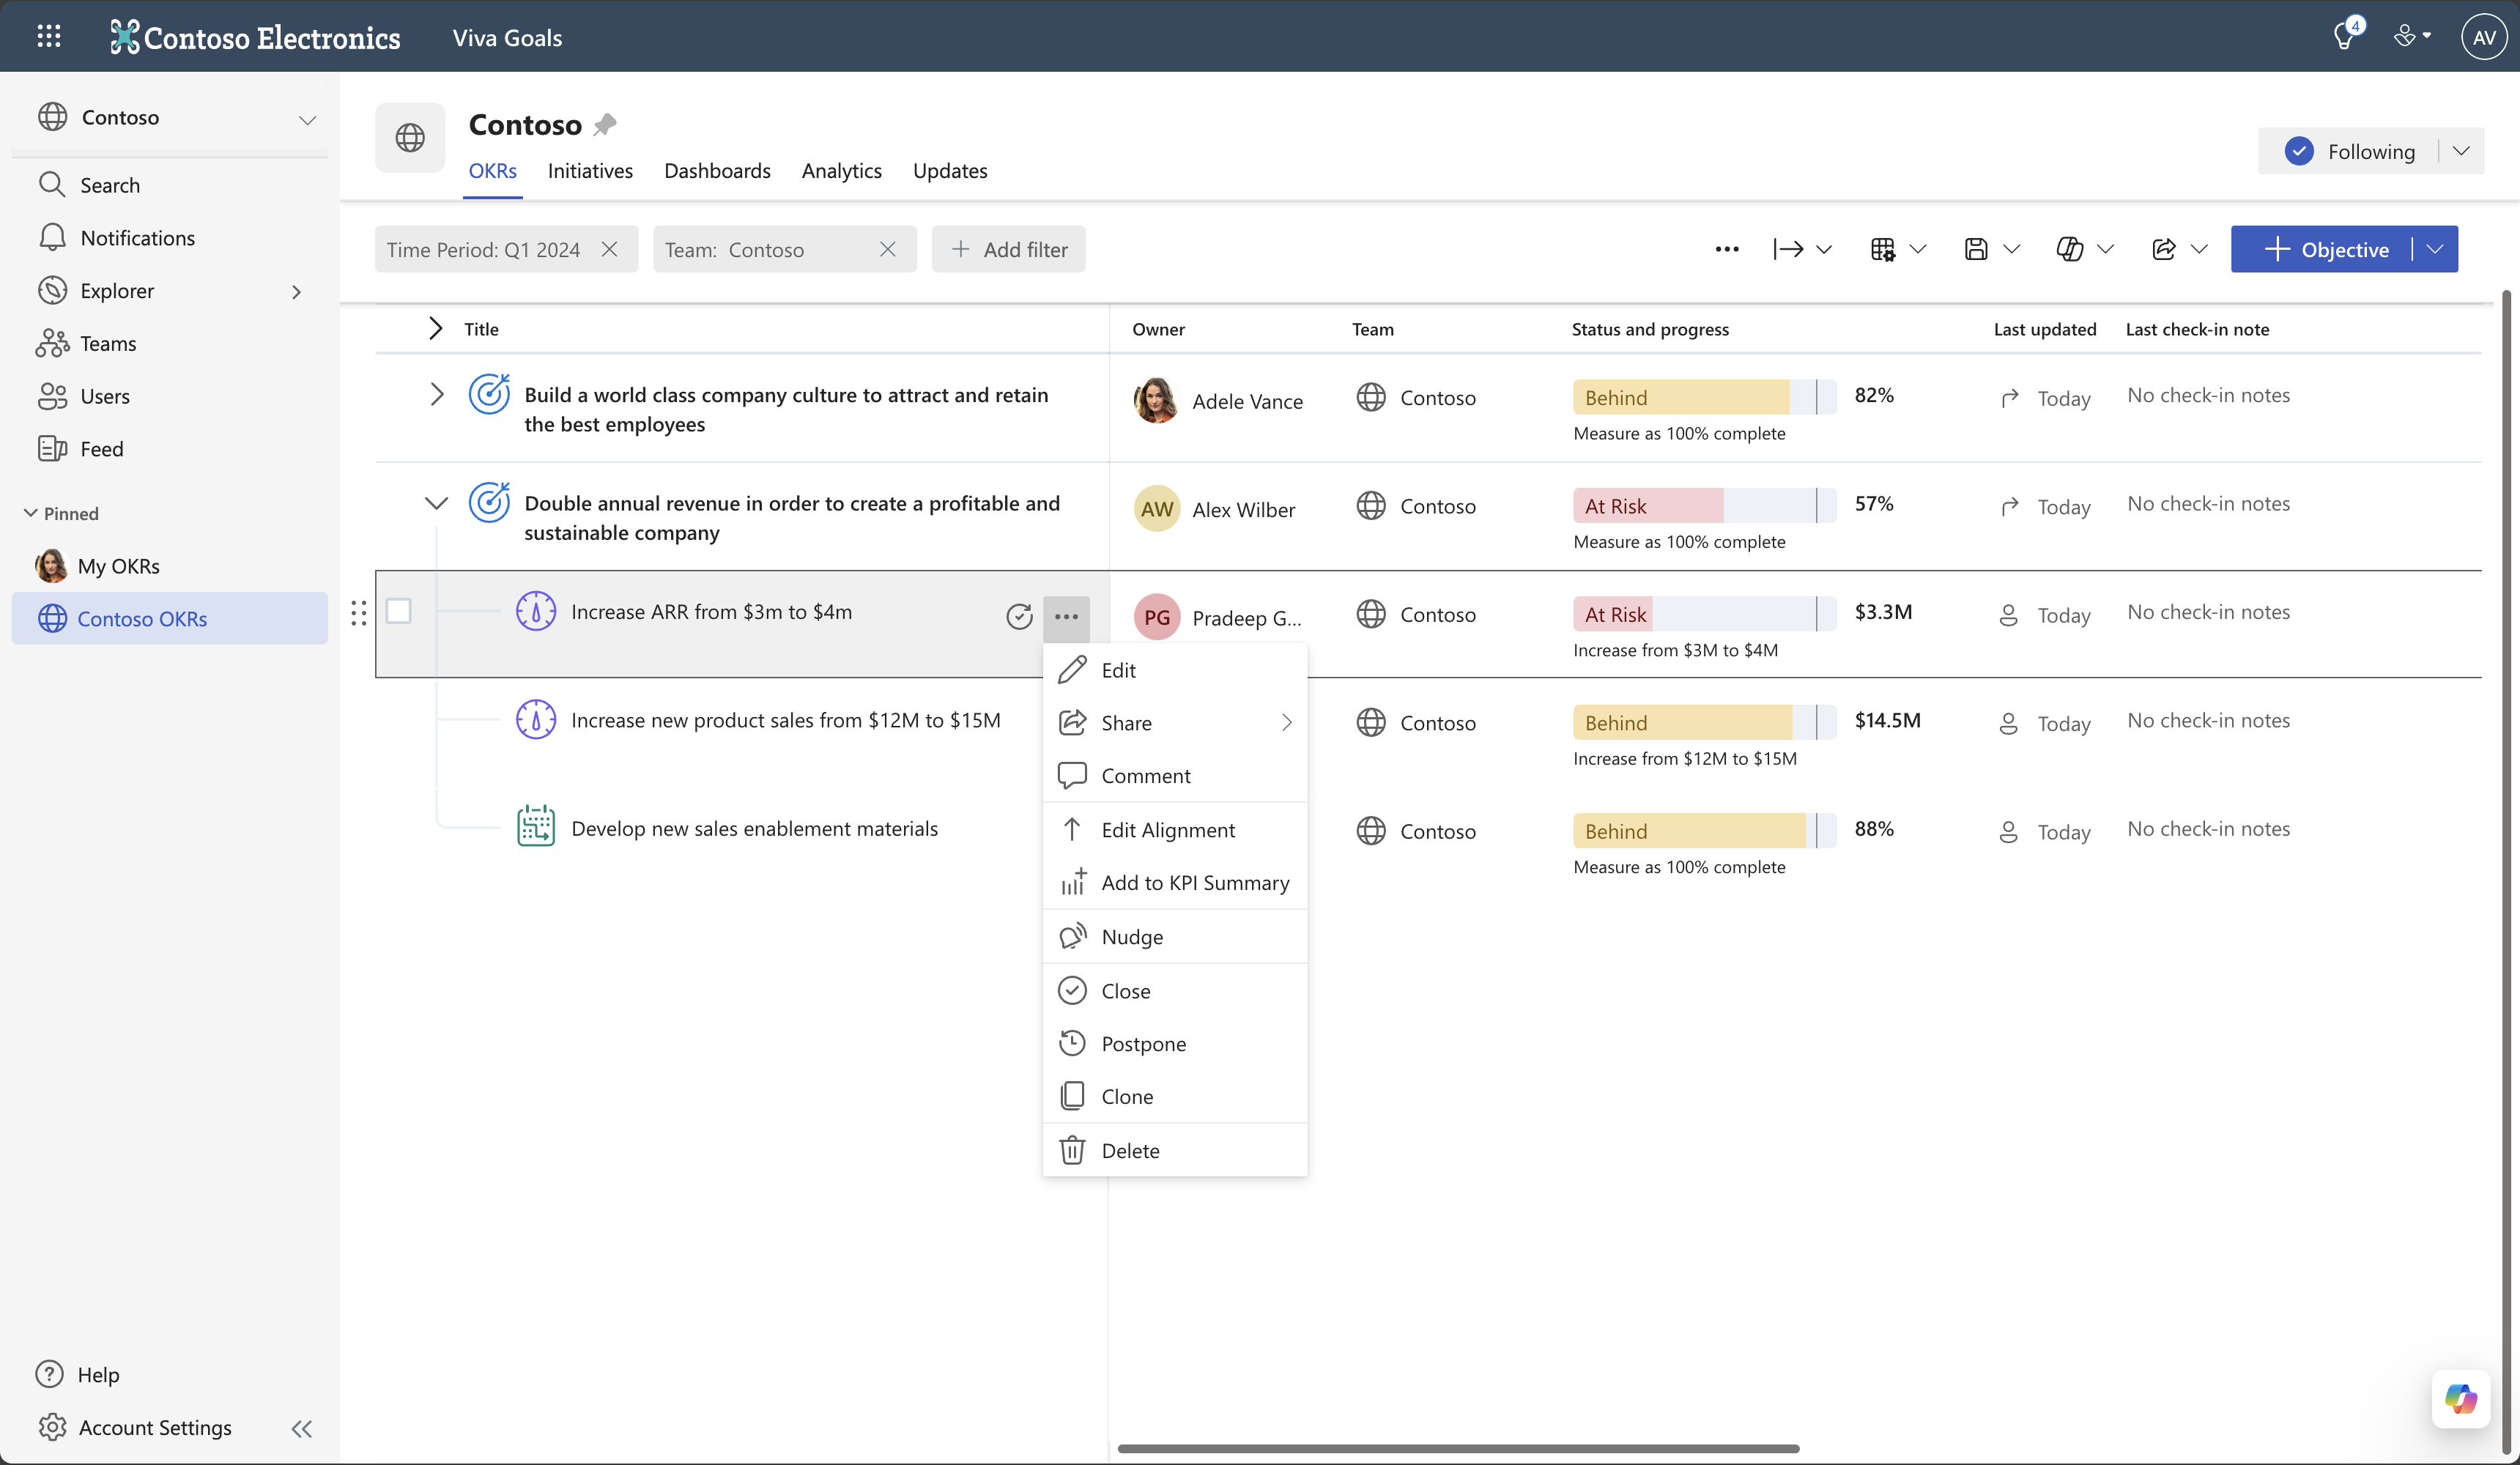 Contoso Electronics
Viva Goals
4
AV
Contoso
Search
Notifications
Explorer
Teams
Users
Feed
Pinned
My OKRs
Contoso OKRs
Help
Account Settings
Contoso
OKRs Initiatives Dashboards Analytics Updates
Following
Time Period: Q1 2024
Team: Contoso
Add filter
Objective
Title Owner Team Status and progress Last updated Last check-in note
Build a world class company culture to attract and retain
the best employees
Adele Vance
Contoso
Behind
82%
Measure as 100% complete
Today
No check-in notes
Double annual revenue in order to create a profitable and
sustainable company
AW
Alex Wilber
Contoso
At Risk
57%
Measure as 100% complete
Today
No check-in notes
Increase ARR from $3m to $4m
PG
Pradeep G...
Contoso
At Risk
$3.3M
Increase from $3M to $4M
Today
No check-in notes
Increase new product sales from $12M to $15M
Contoso
Behind
$14.5M
Increase from $12M to $15M
Today
No check-in notes
Develop new sales enablement materials
Contoso
Behind
88%
Measure as 100% complete
Today
No check-in notes
Edit
Share
Comment
Edit Alignment
Add to KPI Summary
Nudge
Close
Postpone
Clone
Delete